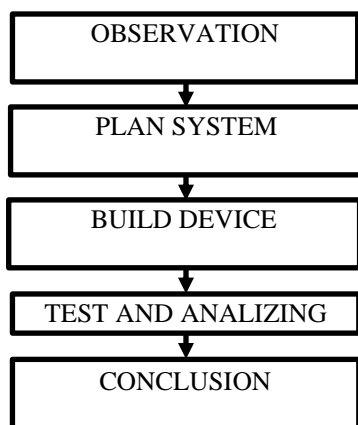 OBSERVATION
PLAN SYSTEM
BUILD DEVICE
TEST AND ANALIZING
CONCLUSION